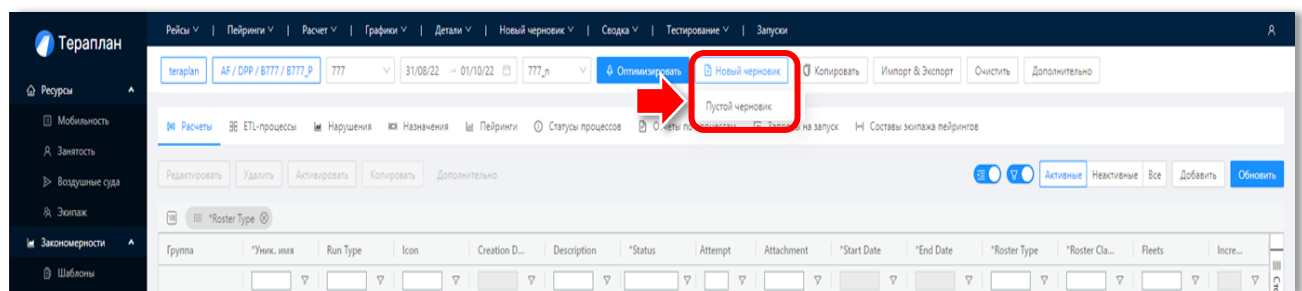 Тераплан
Рейсы | Пейринги | Расчет | Графики | Детали | Новый черновик | Сводка | Тестирование | Запуски
teraplan AF / DPP / B777 / B777_P 777 31/08/22 → 01/10/22 777_n Оптимизировать Новый черновик Копировать Импорт & Экспорт Очистить Дополнительно
Ресурсы
Пустой черновик
Мобильность
Расчеты ETL-процессы Нарушения Назначения Пейринги Статусы процессов на запуск Составы экипажа пейрингов
Занятость
Воздушные суда
Редактировать Удалить Активировать Копировать Дополнительно Активные Неактивные Все Добавить Обновить
Экипаж
*Roster Type
Закономерности
Группа *Уник. имя Run Type Icon Creation D... Description *Status Attempt Attachment *Start Date *End Date *Roster Type *Roster Cla... Fleets Incre...
Шаблоны